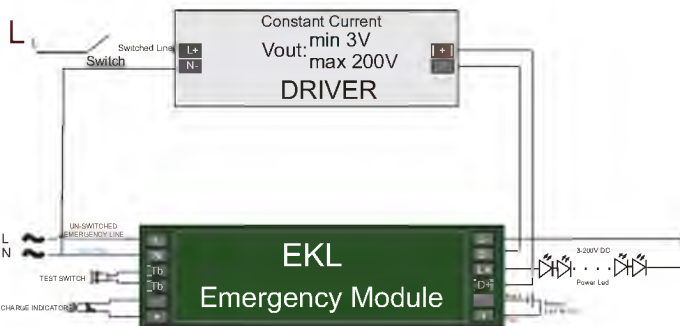 Constant Current
Vout: min 3V
max 200V
DRIVER
L
L
Switched Line
Switch
L+
N-
+
UN-SWITCHED
EMERGENCY LINE
L
N
TEST SWITCH
CHARGE INDICATOR
Tb
Tb
EKL
Emergency Module
L+
D+
3-200V DC
Power Led